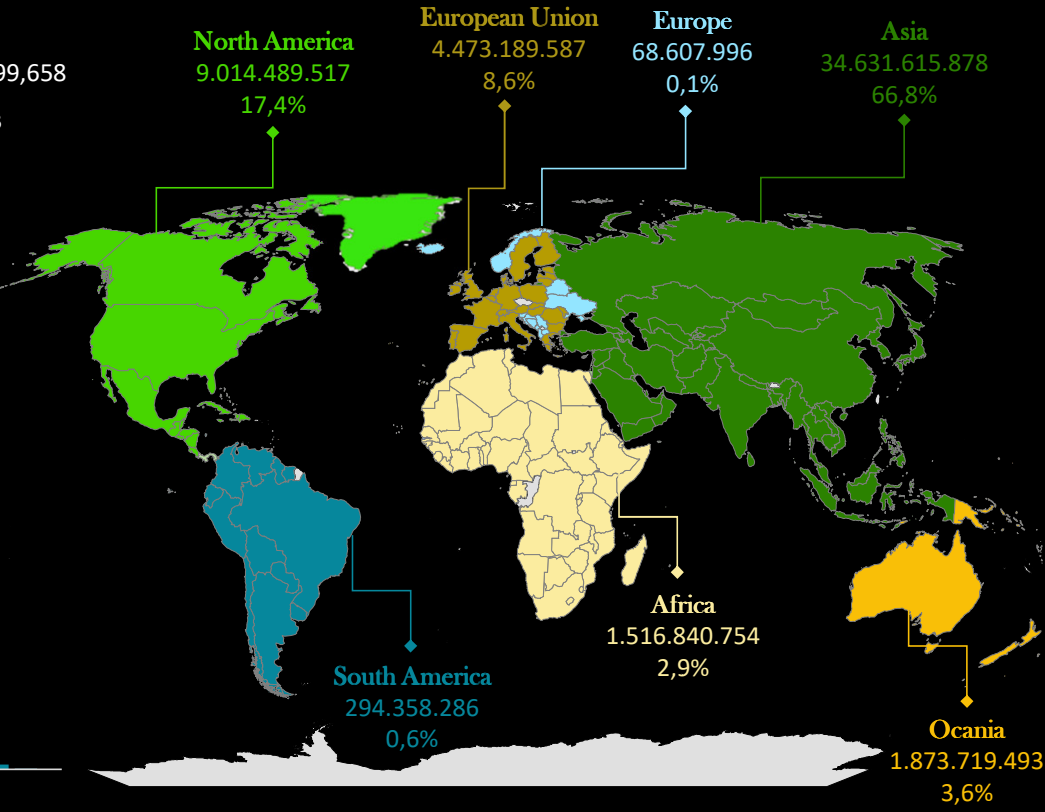 99,658
North America
9.014.489.517
17,4%
European Union
4.473.189.587
8,6%
Europe
68.607.996
0,1%
Asia
34.631.615.878
66,8%
Africa
1.516.840.754
2,9%
South America
294.358.286
0,6%
Ocania
1.873.719.493
3,6%